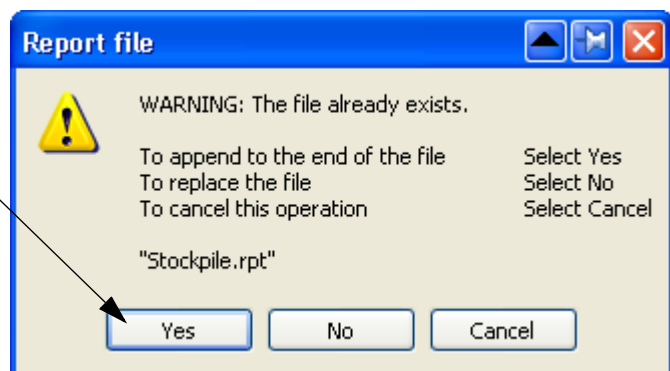 Report file
WARNING: The file already exists.
To append to the end of the file Select Yes
To replace the file Select No
To cancel this operation Select Cancel
"Stockpile.rpt"
Yes No Cancel